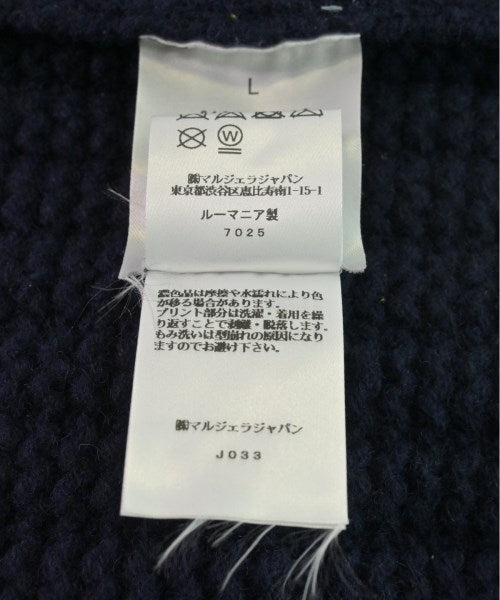 L
W
㈱マルジェラジャパン
東京都渋谷区恵比寿南1-15-1
ルーマニア製
7025
濃色品は摩擦や水濡れにより色
が移る場合があります。
プリント部分は洗濯・着用を繰
り返すことで剥離・脱落します。
もみ洗いは型崩れの原因になり
ますのでお避け下さい。
㈱マルジェラジャパン
J033